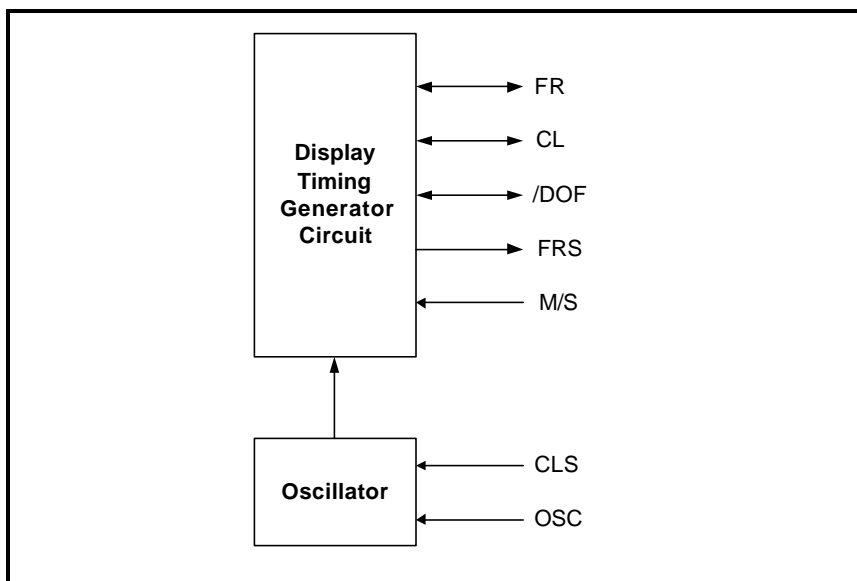 Display
Timing
Generator
Circuit
FR
CL
/DOF
FRS
M/S
Oscillator
CLS
OSC